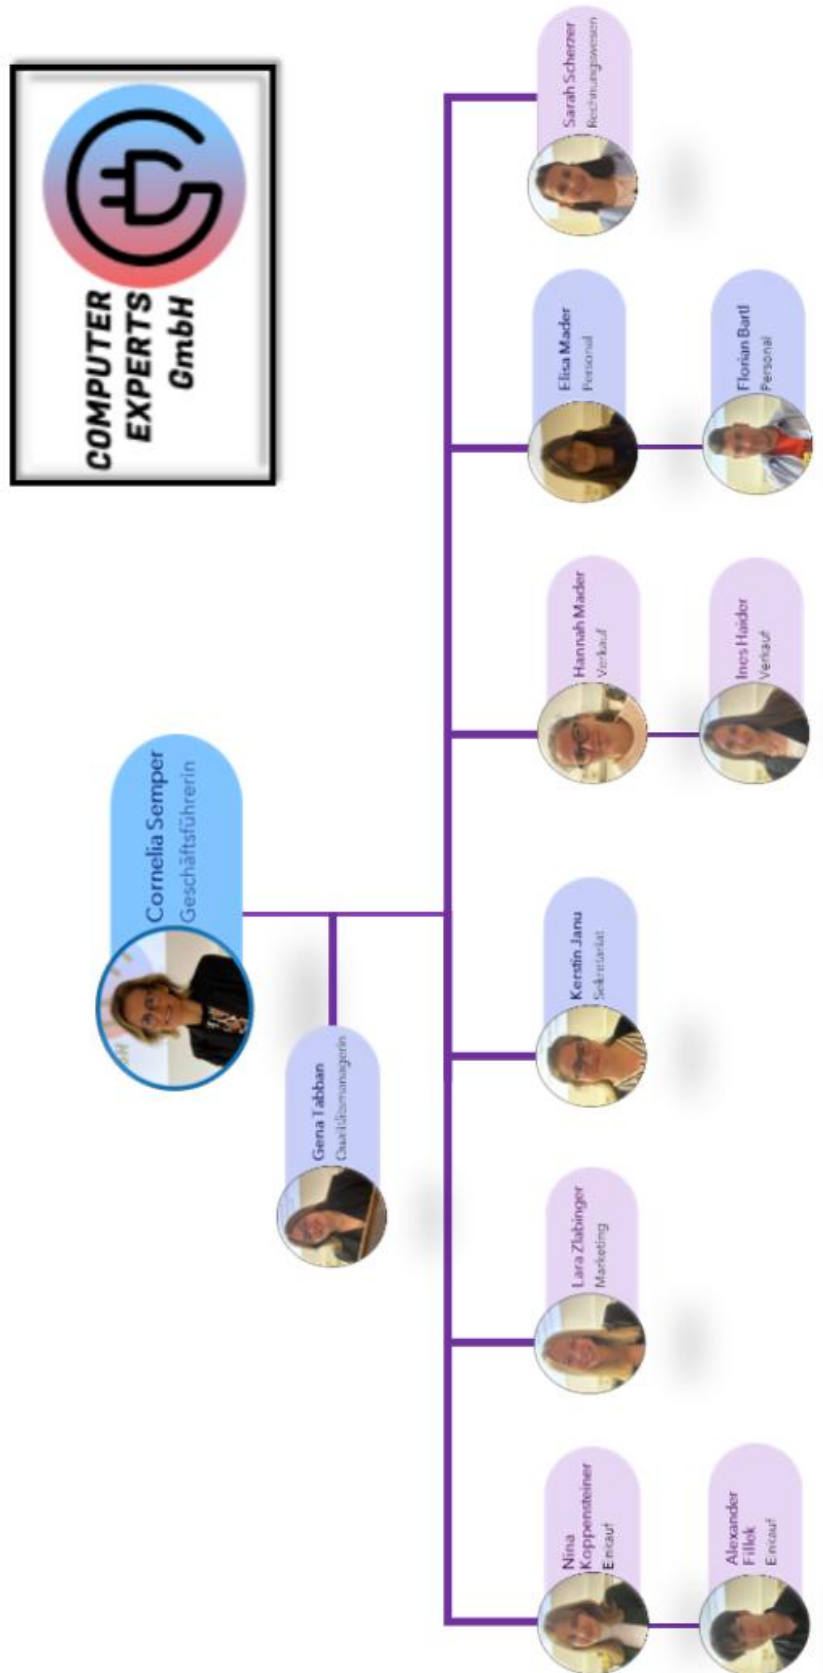 COMPUTER
EXPERTS
GmbH
Cornelia Semper
Geschäftsführerin
Gena Tabban
Qualitätsmanagerin
Nina
Koppensteiner
Einkauf
Lara Zlabinger
Marketing
Kerstin Janu
Sekretariat
Hannah Mader
Verkauf
Elisa Mader
Personal
Sarah Scherzer
Rechnungswesen
Alexander
Fillek
Einkauf
Ines Haider
Verkauf
Florian Bartl
Personal